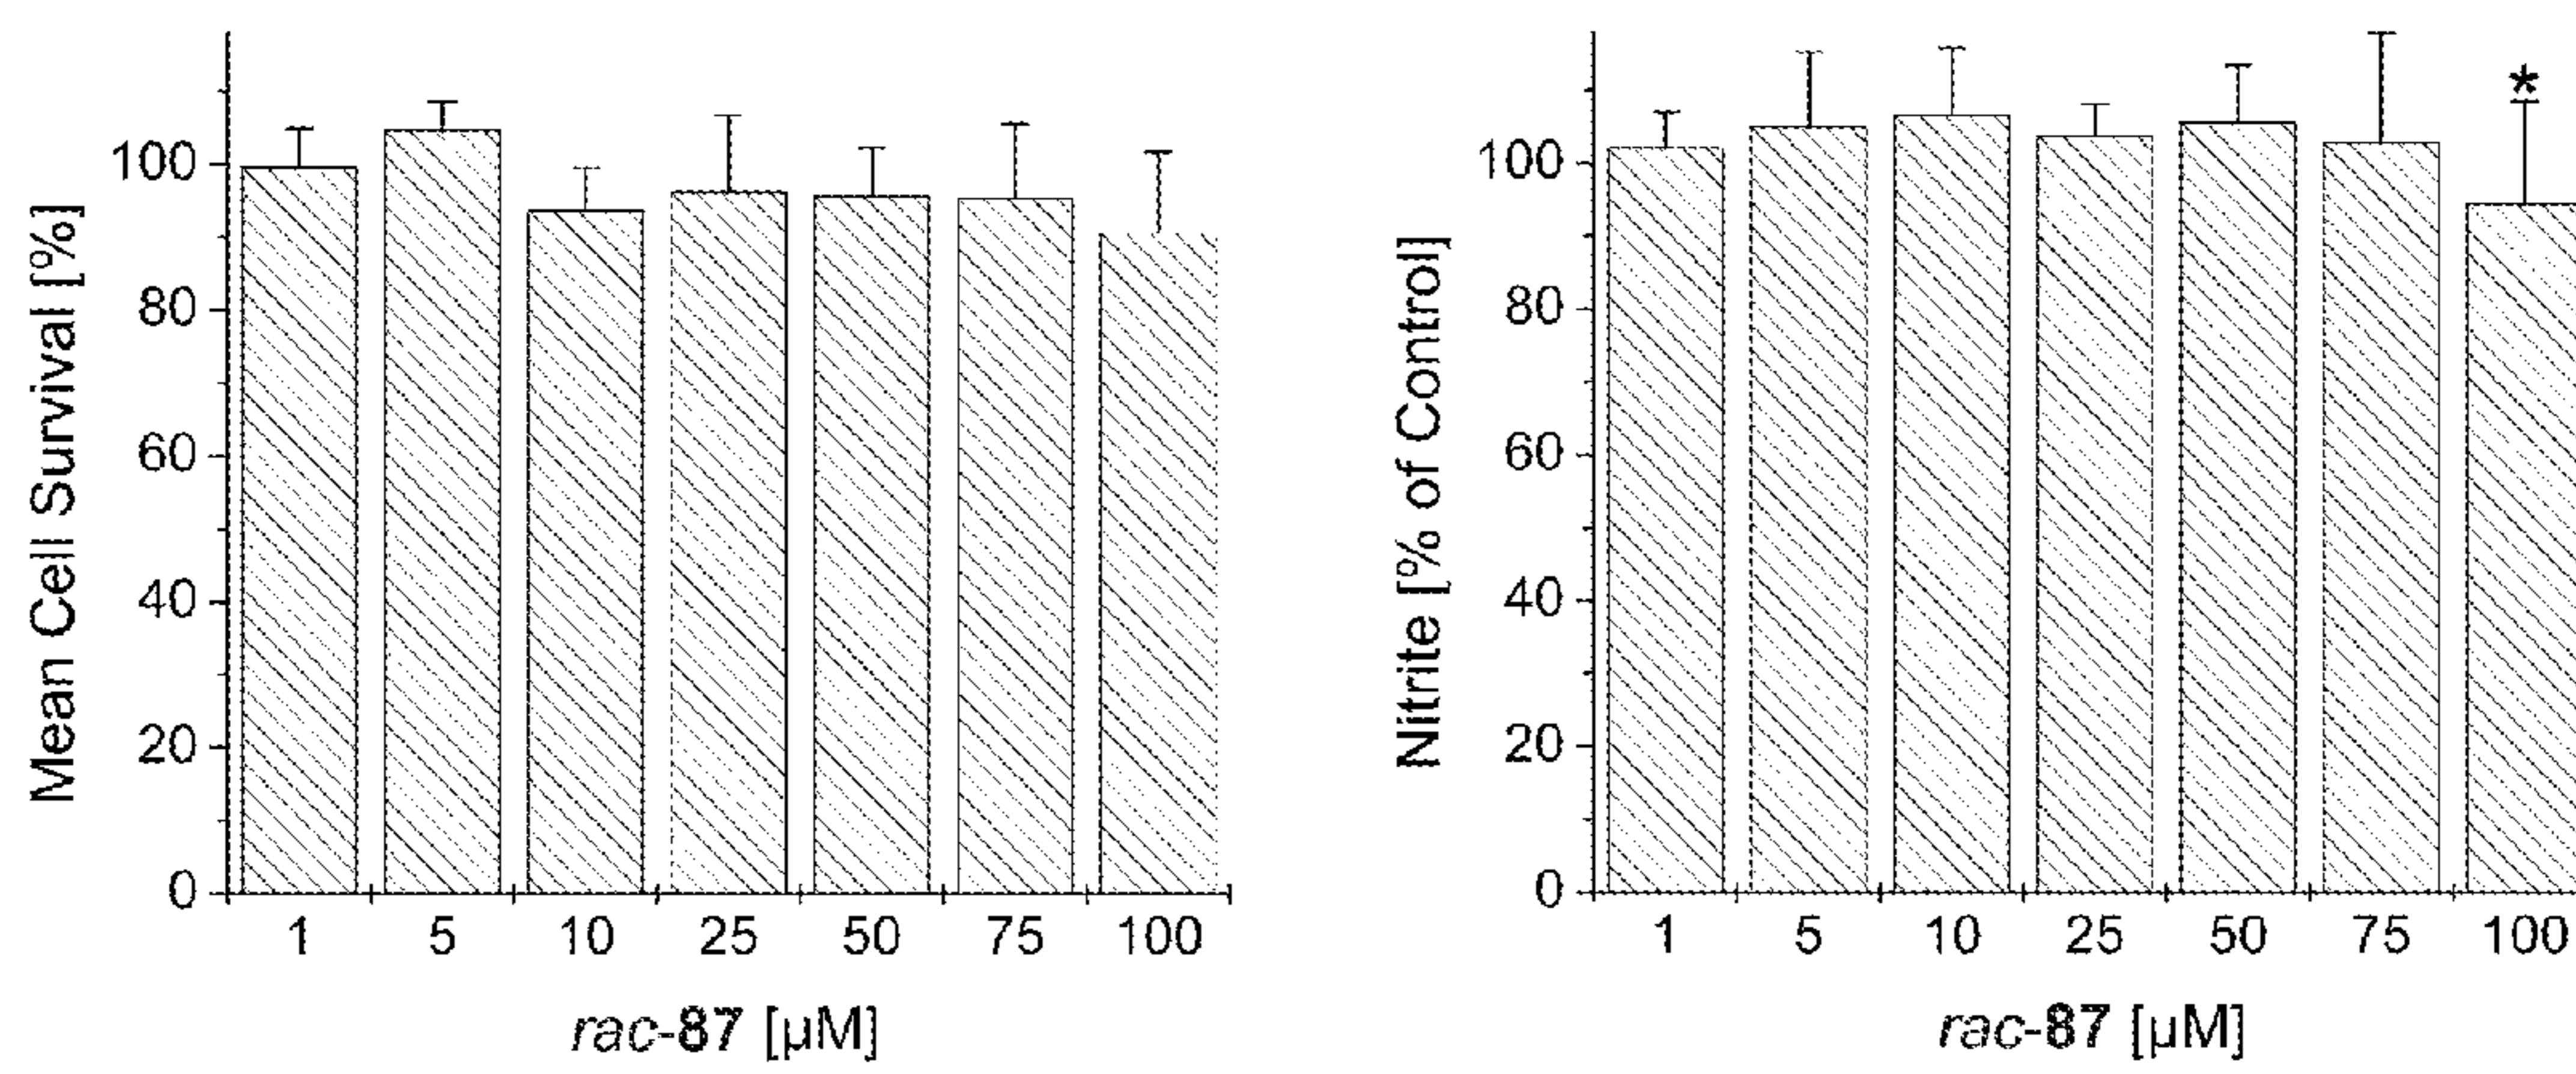 Mean Cell Survival [%]
100
80
60
40
20
0
1 5 10 25 50 75 100
rac-87 [µM]
Nitrite [% of Control]
100
80
60
40
20
0
*
1 5 10 25 50 75 100
rac-87 [µM]